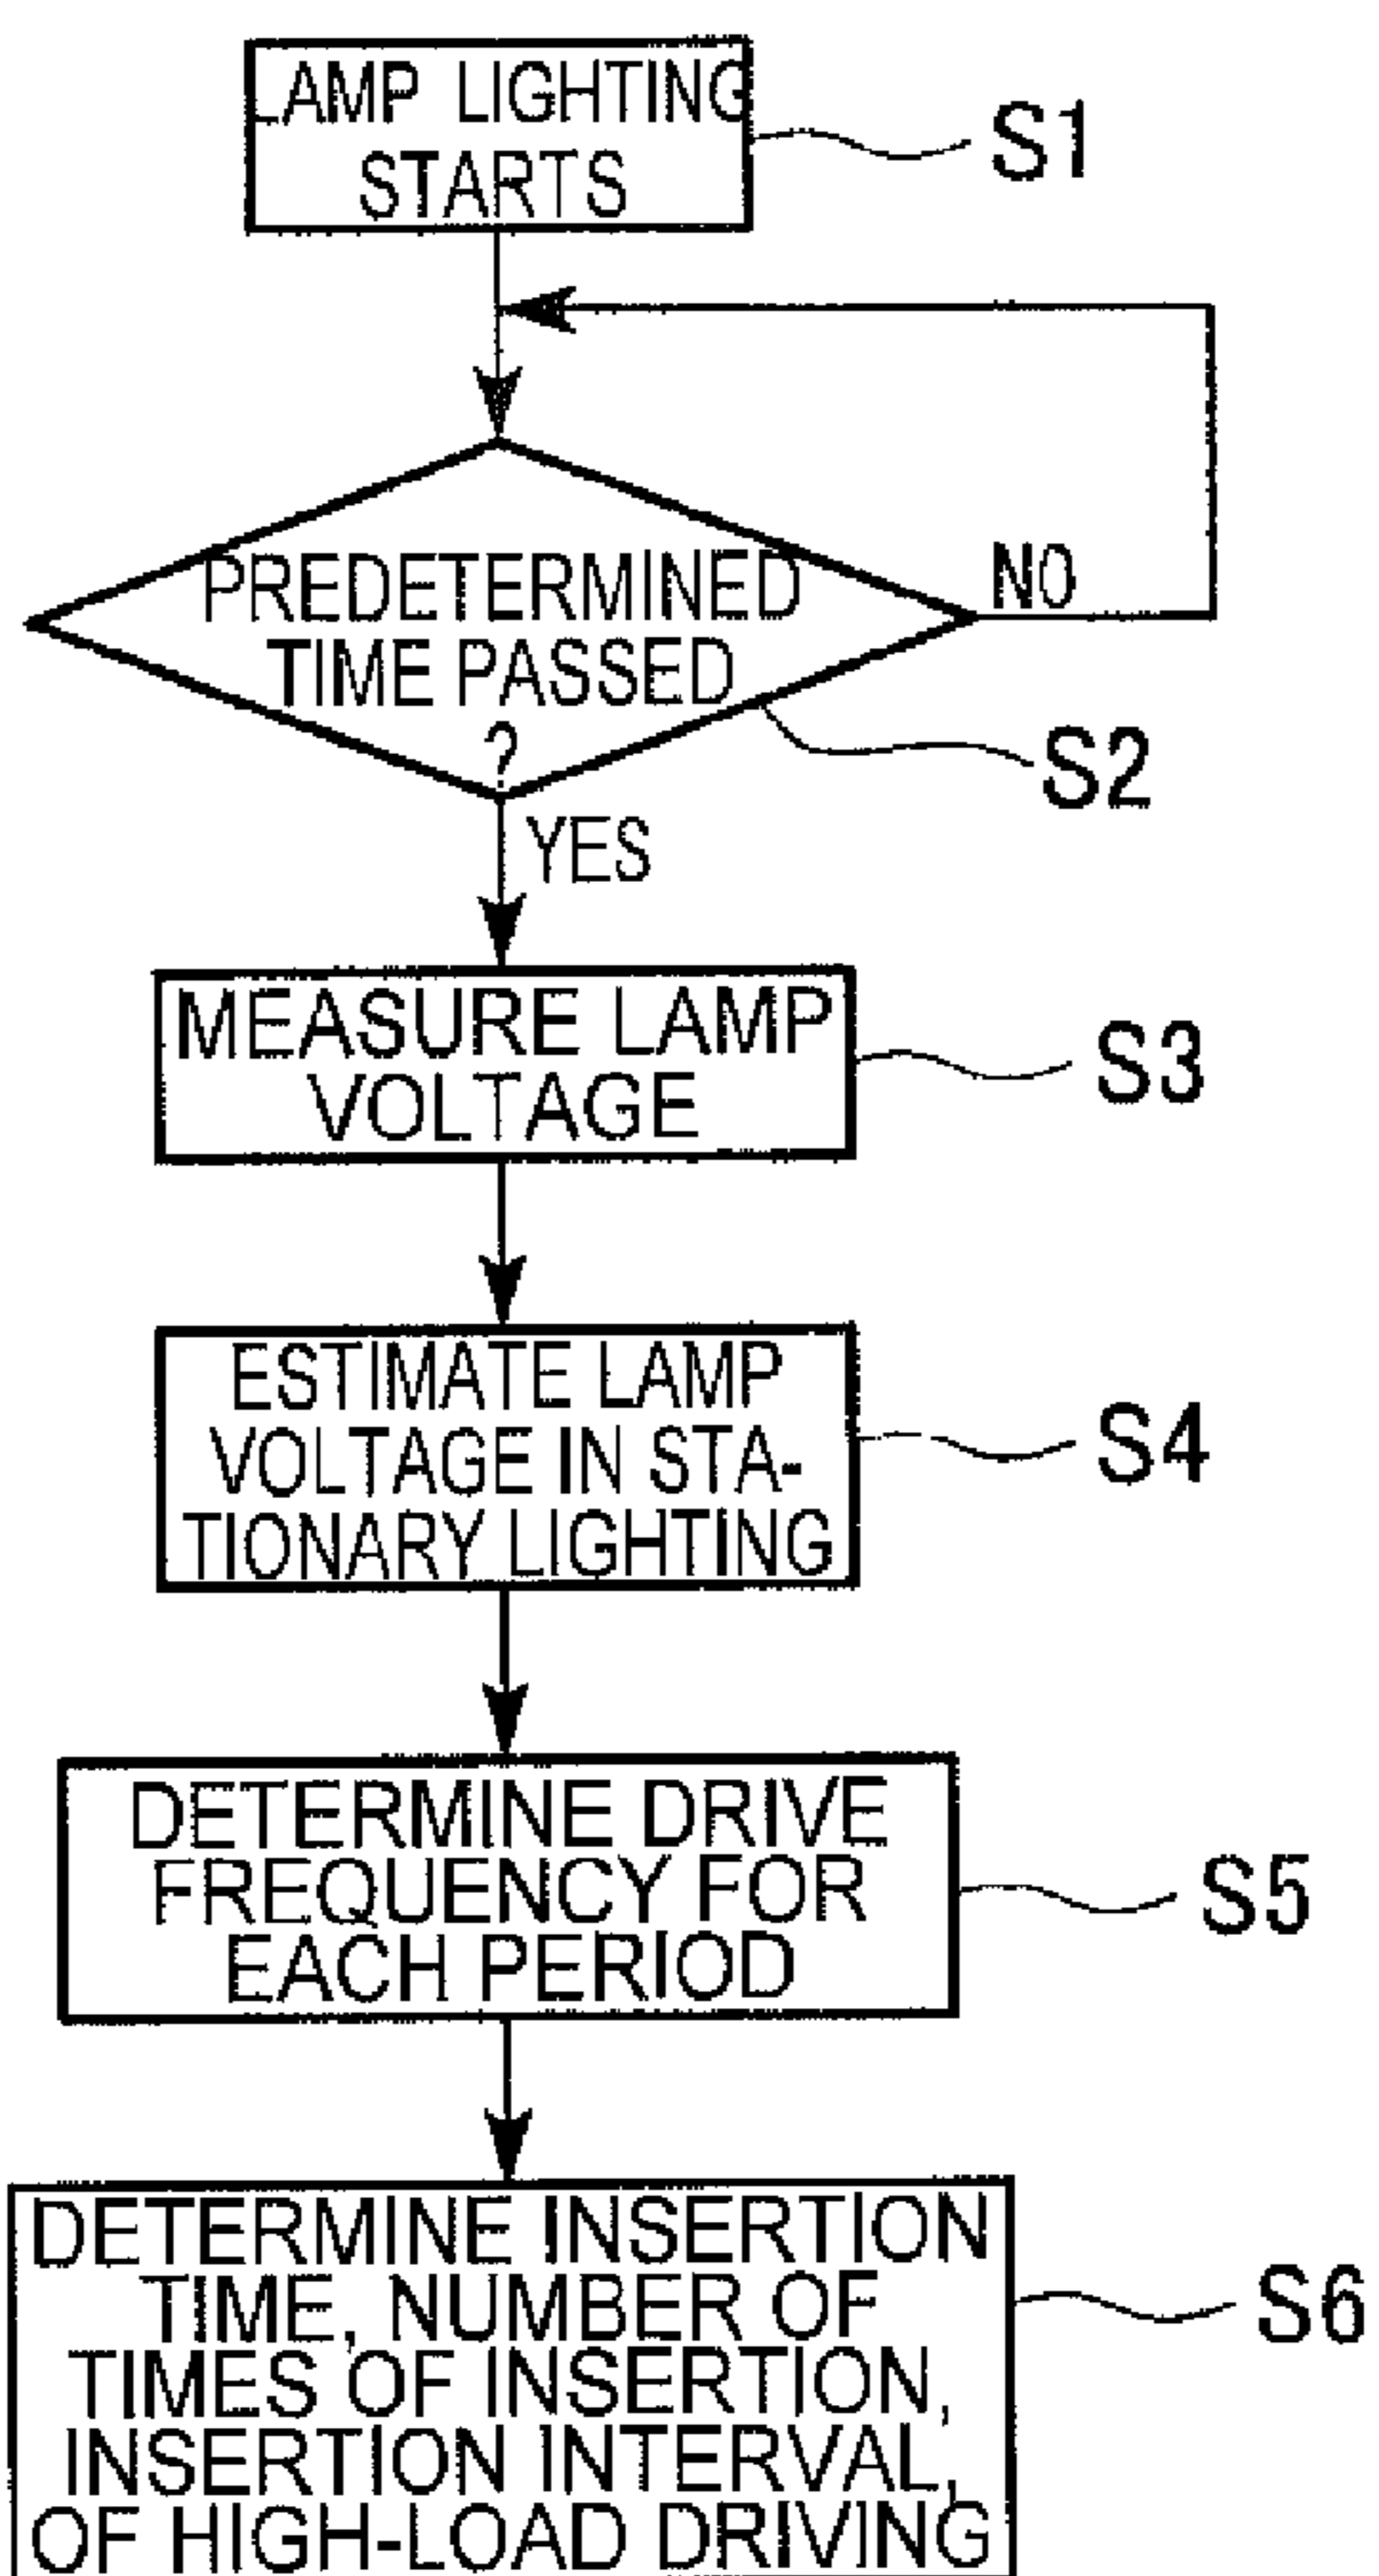 LAMP LIGHTING
STARTS
S1
PREDETERMINED
TIME PASSED
?
NO
S2
YES
MEASURE LAMP
VOLTAGE
S3
ESTIMATE LAMP
VOLTAGE IN STA-
TIONARY LIGHTING
S4
DETERMINE DRIVE
FREQUENCY FOR
EACH PERIOD
S5
DETERMINE INSERTION
TIME, NUMBER OF
TIMES OF INSERTION,
INSERTION INTERVAL,
OF HIGH-LOAD DRIVING
S6